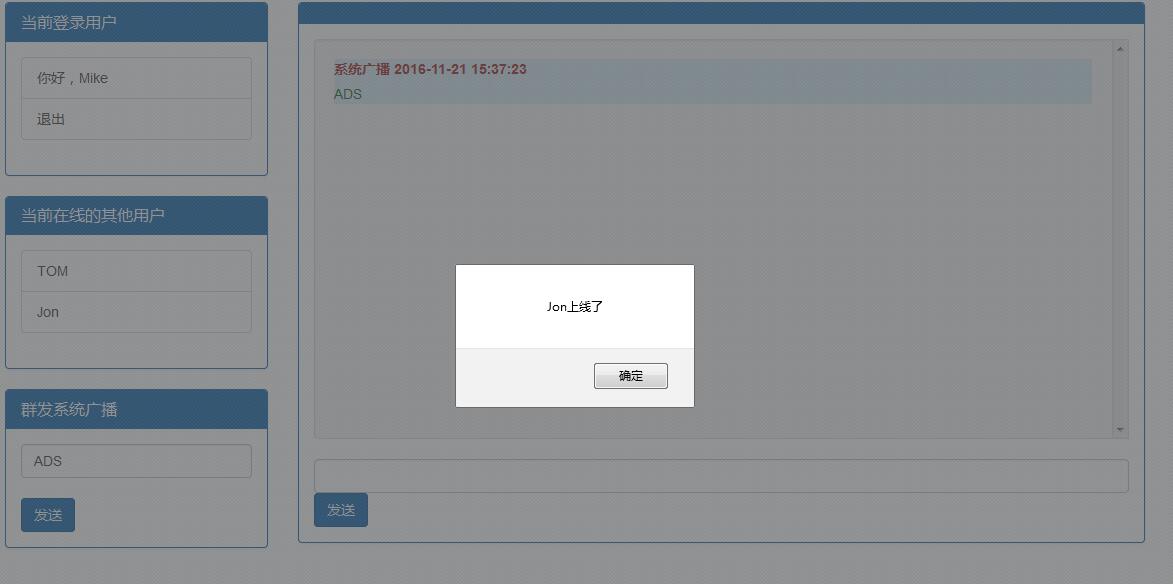 当前登录用户
你好，Mike
退出
当前在线的其他用户
TOM
Jon
群发系统广播
ADS
发送
系统广播 2016-11-21 15:37:23
ADS
发送
Jon上线了
确定